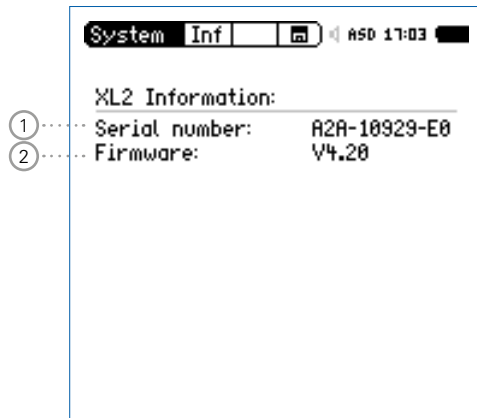 System Inf ASD 17:03
XL2 Information:
1 Serial number: A2A-10929-E0
2 Firmware: V4.20